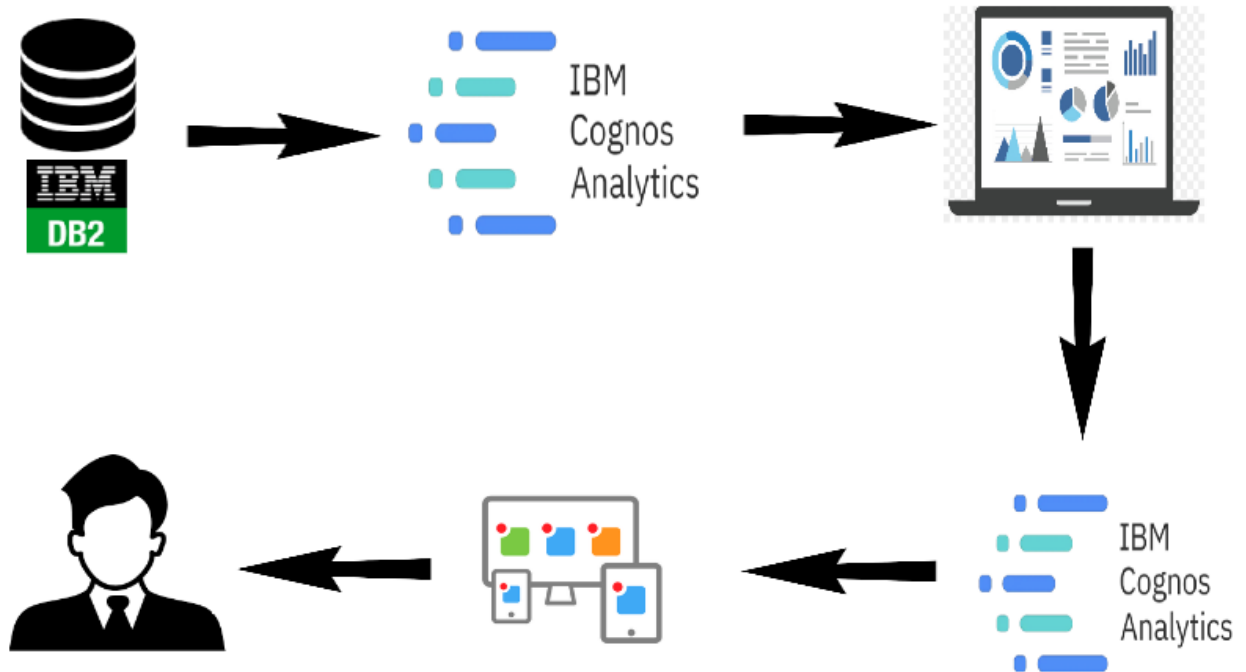 IBM
DB2
IBM
Cognos
Analytics
IBM
Cognos
Analytics